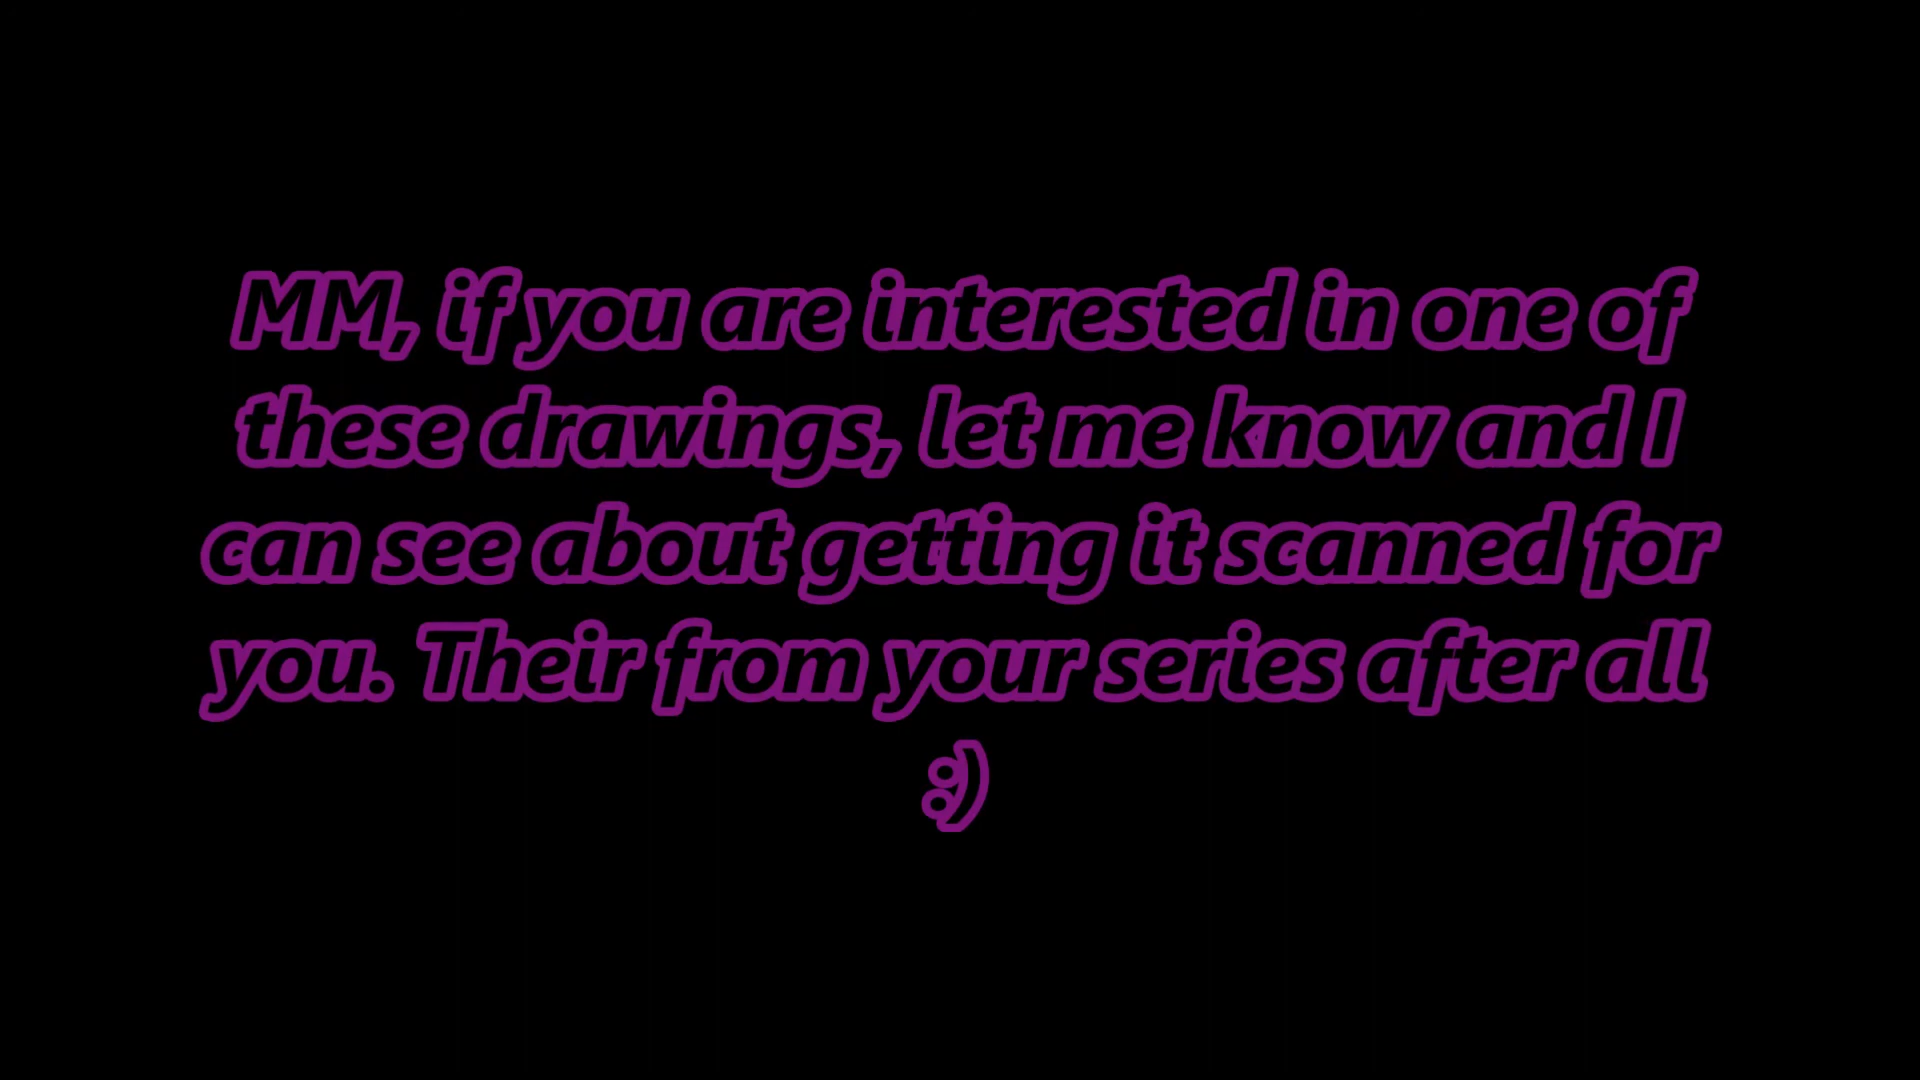 MM, if you are interested in one of
these drawings, let me know and I
can see about getting it scanned for
you. Their from your series after all
;)